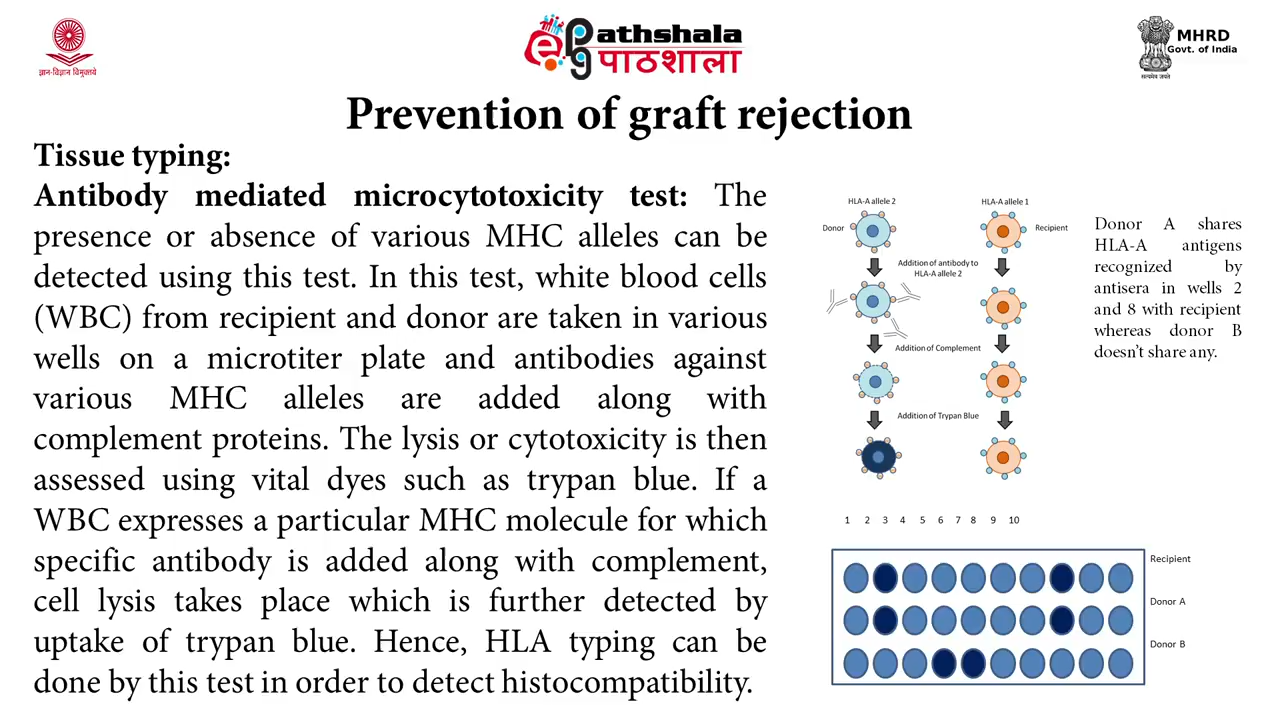 ज्ञान-विज्ञान विमुक्तये
ePathshala
पाठशाला
MHRD
Govt. of India
सत्यमेव जयते
Prevention of graft rejection
Tissue typing:
Antibody mediated microcytotoxicity test: The
presence or absence of various MHC alleles can be
detected using this test. In this test, white blood cells
(WBC) from recipient and donor are taken in various
wells on a microtiter plate and antibodies against
various MHC alleles are added along with
complement proteins. The lysis or cytotoxicity is then
assessed using vital dyes such as trypan blue. If a
WBC expresses a particular MHC molecule for which
specific antibody is added along with complement,
cell lysis takes place which is further detected by
uptake of trypan blue. Hence, HLA typing can be
done by this test in order to detect histocompatibility.
HLA-A allele 2
HLA-A allele 1
Donor
Recipient
Addition of antibody to
HLA-A allele 2
Addition of Complement
Addition of Trypan Blue
Donor A shares
HLA-A antigens
recognized by
antisera in wells 2
and 8 with recipient
whereas donor B
doesn't share any.
1 2 3 4 5 6 7 8 9 10
Recipient
Donor A
Donor B